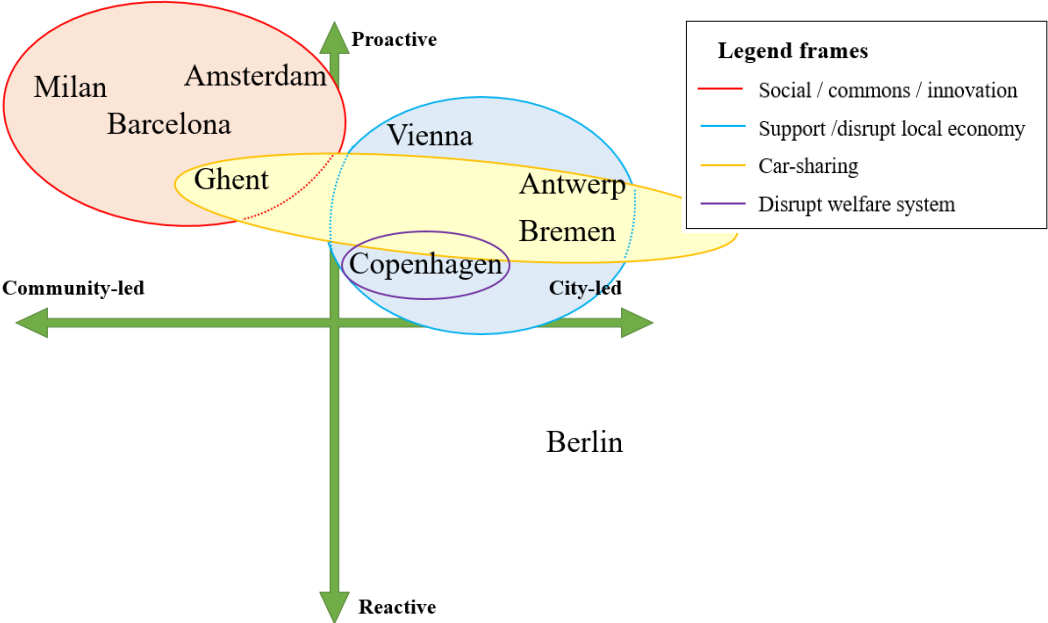 Proactive
Milan
Amsterdam
Barcelona
Vienna
Ghent
Antwerp
Bremen
Copenhagen
Community-led
City-led
Berlin
Reactive
Legend frames
Social / commons / innovation
Support /disrupt local economy
Car-sharing
Disrupt welfare system